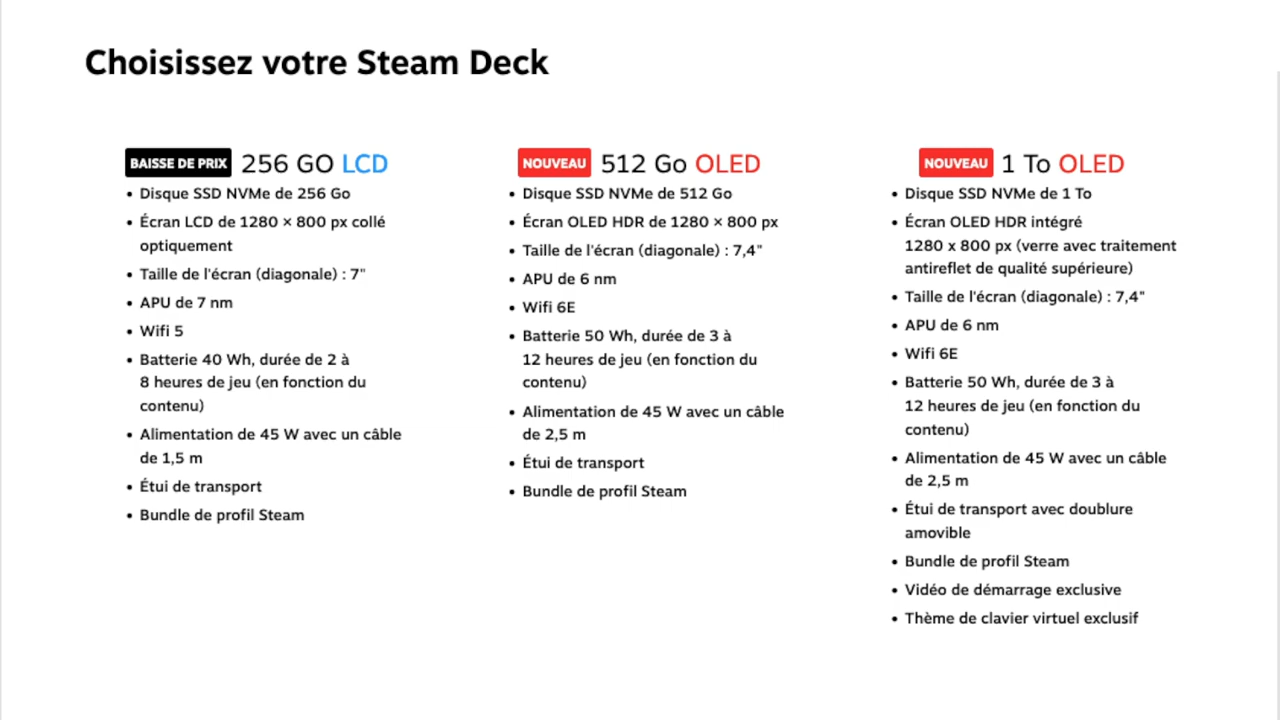 Choisissez votre Steam Deck
BAISSE DE PRIX 256 GO LCD
• Disque SSD NVMe de 256 Go
• Écran LCD de 1280 × 800 px collé
optiquement
• Taille de l'écran (diagonale) : 7"
• APU de 7 nm
• Wifi 5
• Batterie 40 Wh, durée de 2 à
8 heures de jeu (en fonction du
contenu)
• Alimentation de 45 W avec un câble
de 1,5 m
• Étui de transport
• Bundle de profil Steam
NOUVEAU 512 Go OLED
• Disque SSD NVMe de 512 Go
• Écran OLED HDR de 1280 × 800 px
• Taille de l'écran (diagonale) : 7,4"
• APU de 6 nm
• Wifi 6E
• Batterie 50 Wh, durée de 3 à
12 heures de jeu (en fonction du
contenu)
• Alimentation de 45 W avec un câble
de 2,5 m
• Étui de transport
• Bundle de profil Steam
NOUVEAU 1 To OLED
• Disque SSD NVMe de 1 To
• Écran OLED HDR intégré
1280 x 800 px (verre avec traitement
antireflet de qualité supérieure)
• Taille de l'écran (diagonale) : 7,4"
• APU de 6 nm
• Wifi 6E
• Batterie 50 Wh, durée de 3 à
12 heures de jeu (en fonction du
contenu)
• Alimentation de 45 W avec un câble
de 2,5 m
• Étui de transport avec doublure
amovible
• Bundle de profil Steam
• Vidéo de démarrage exclusive
• Thème de clavier virtuel exclusif